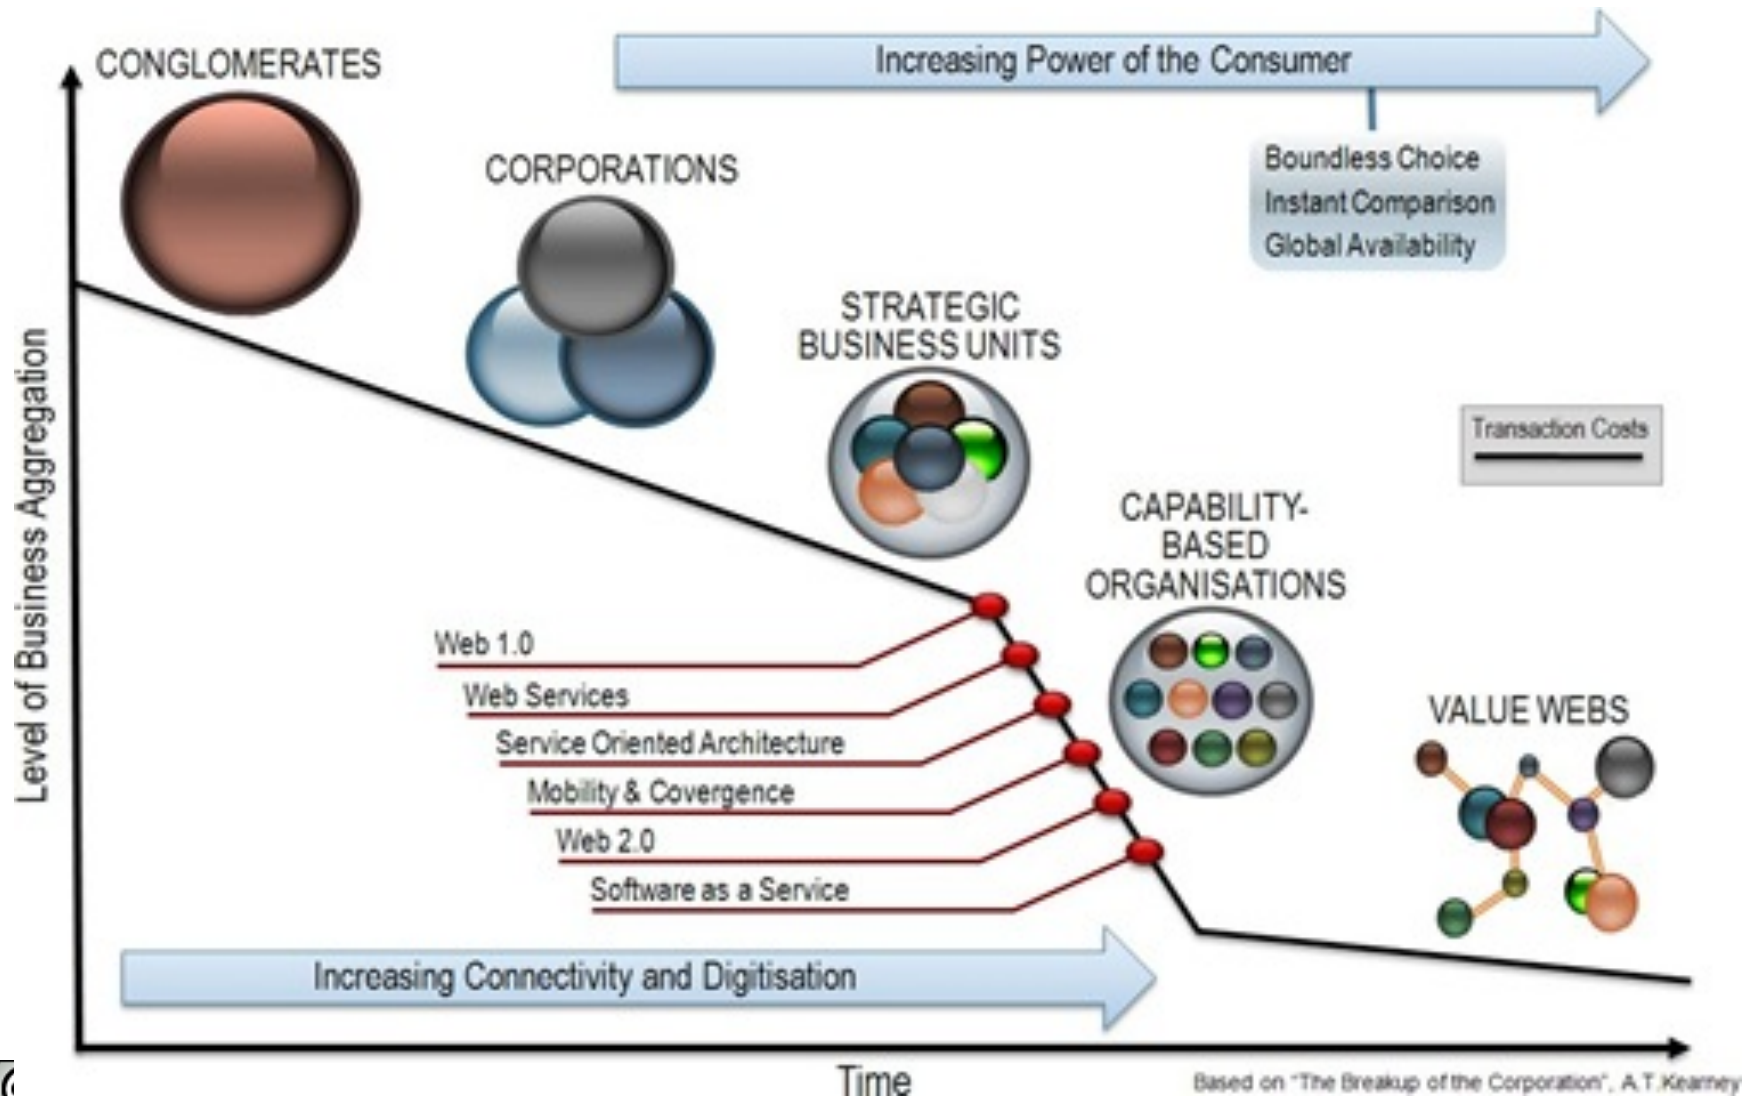 CONGLOMERATES
Increasing Power of the Consumer
Boundless Choice
Instant Comparison
Global Availability
CORPORATIONS
STRATEGIC
BUSINESS UNITS
Transaction Costs
CAPABILITY-
BASED
ORGANISATIONS
VALUE WEBS
Level of Business Aggregation
Web 1.0
Web Services
Service Oriented Architecture
Mobility & Covergence
Web 2.0
Software as a Service
Increasing Connectivity and Digitisation
Time
Based on "The Breakup of the Corporation", A.T.Kearney